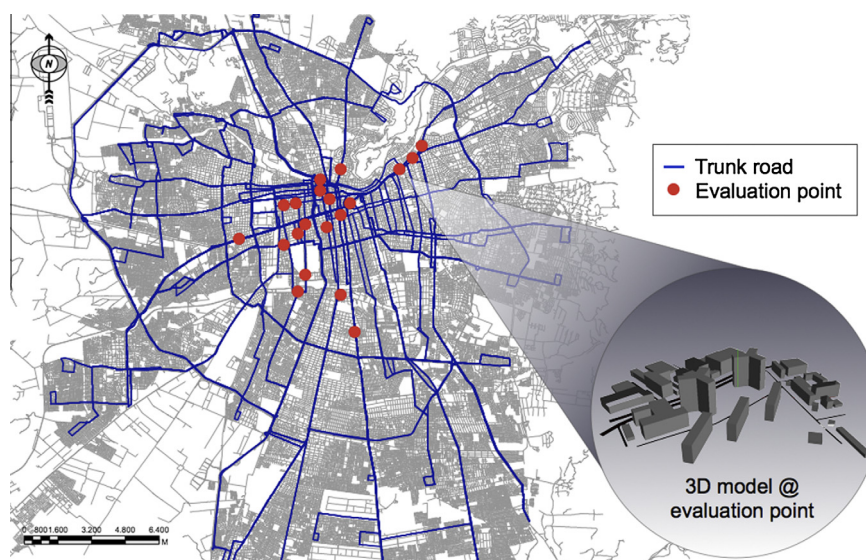 N
Trunk road
Evaluation point
3D model @
evaluation point
0 800 1.600 3.200 4.800 6.400
M